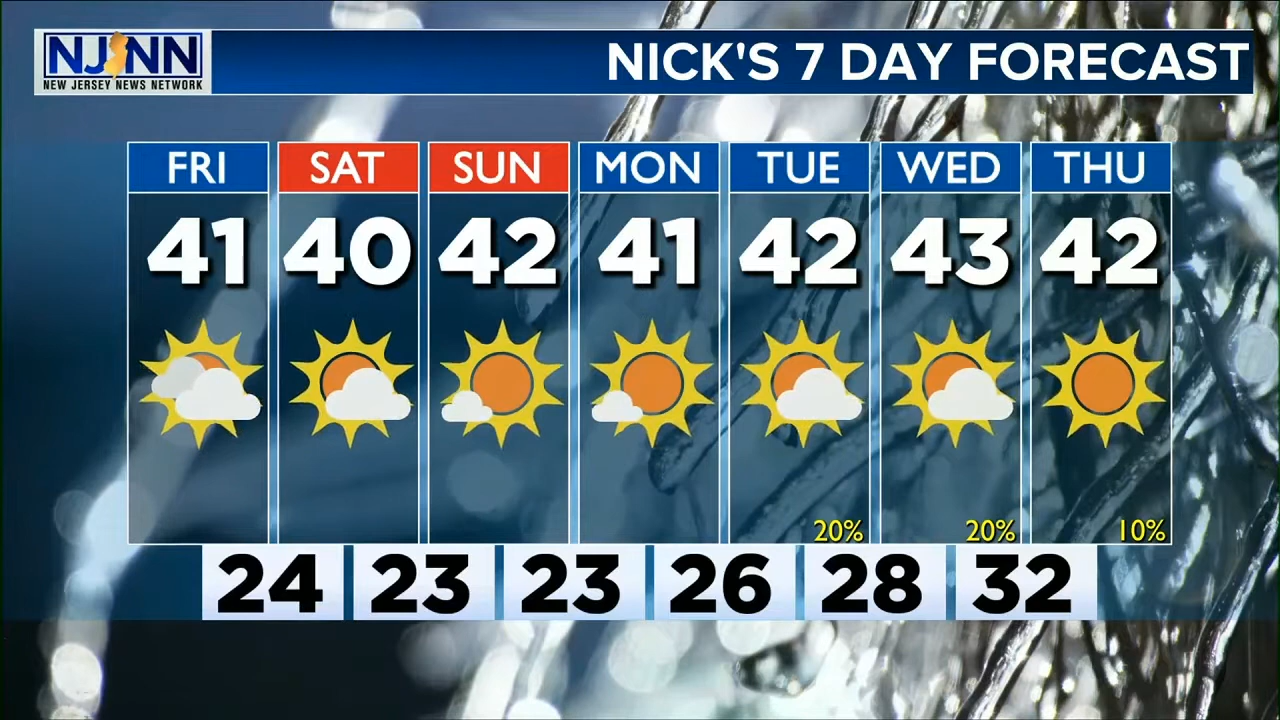 NJNN
NEW JERSEY NEWS NETWORK
NICK'S 7 DAY FORECAST
FRI SAT SUN MON TUE WED THU
41 40 42 41 42 43 42
20% 20% 10%
24 23 23 26 28 32